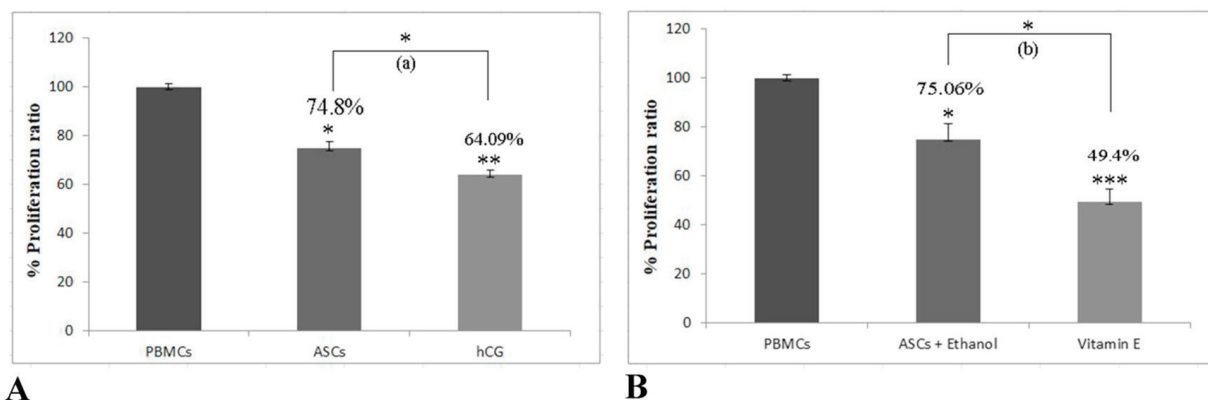 % Proliferation ratio
120
100
80
60
40
20
0
*
(a)
74.8%
*
64.09%
**
PBMCs
ASCs
hCG
A
% Proliferation ratio
120
100
80
60
40
20
0
*
(b)
75.06%
*
49.4%
***
PBMCs
ASCs + Ethanol
Vitamin E
B